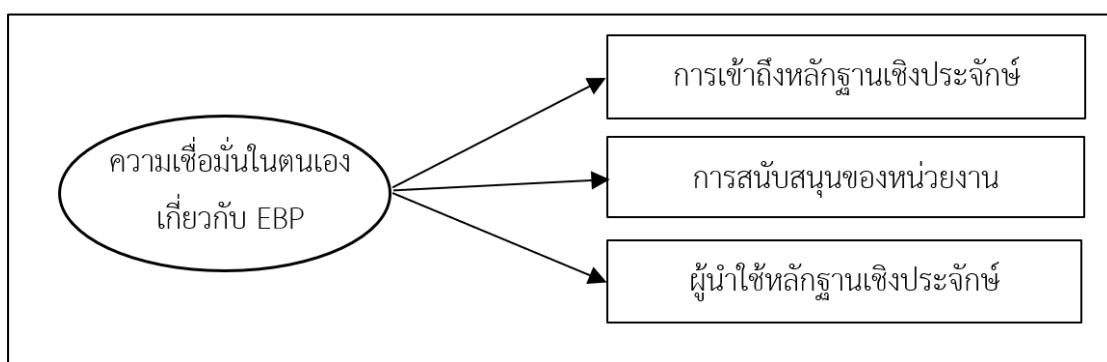 ความเชื่อมั่นในตนเอง
เกี่ยวกับ EBP
การเข้าถึงหลักฐานเชิงประจักษ์
การสนับสนุนของหน่วยงาน
ผู้นำใช้หลักฐานเชิงประจักษ์